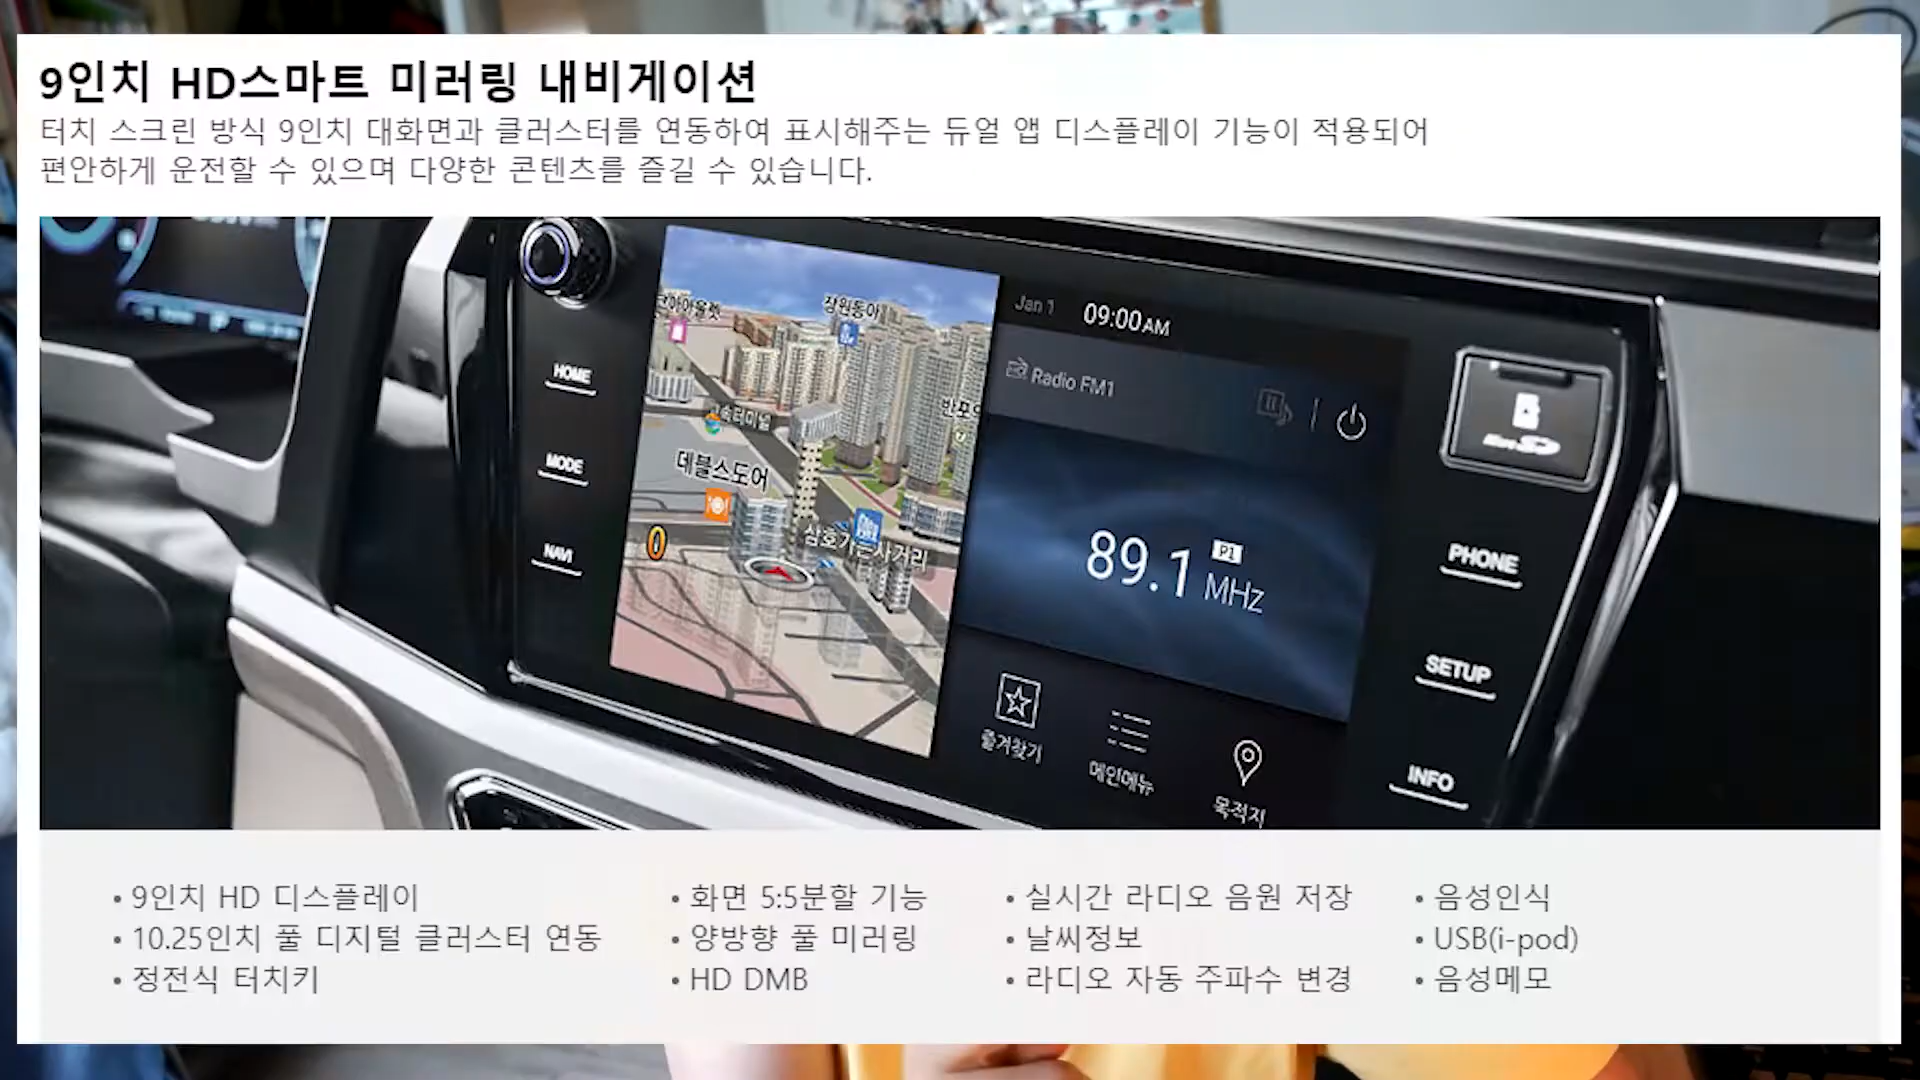 9인치 HD스마트 미러링 내비게이션
터치 스크린 방식 9인치 대화면과 클러스터를 연동하여 표시해주는 듀얼 앱 디스플레이 기능이 적용되어
편안하게 운전할 수 있으며 다양한 콘텐츠를 즐길 수 있습니다.
HOME
MODE
NAVI
장원동아
고속터미널
반포
데블스도어
0
Jan 1 09:00 AM
Radio FM1
89.1 P1 MHz
즐겨찾기
메인메뉴
목적지
PHONE
SETUP
INFO
• 9인치 HD 디스플레이
• 10.25인치 풀 디지털 클러스터 연동
• 정전식 터치키
• 화면 5:5분할 기능
• 양방향 풀 미러링
• HD DMB
• 실시간 라디오 음원 저장
• 날씨정보
• 라디오 자동 주파수 변경
• 음성인식
• USB(i-pod)
• 음성메모